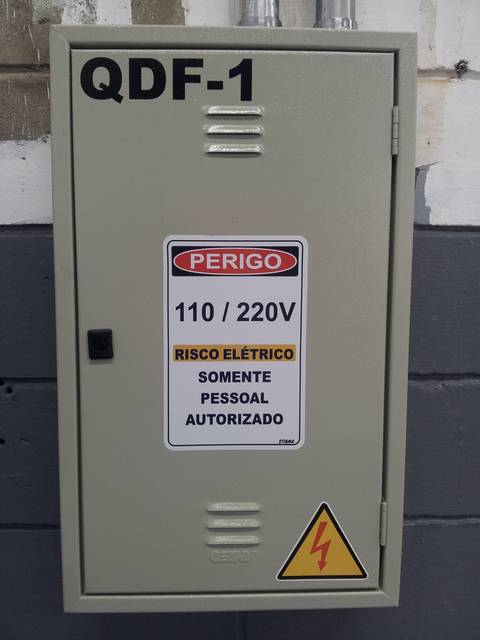 QDF-1
PERIGO
110 / 220V
RISCO ELÉTRICO
SOMENTE
PESSOAL
AUTORIZADO